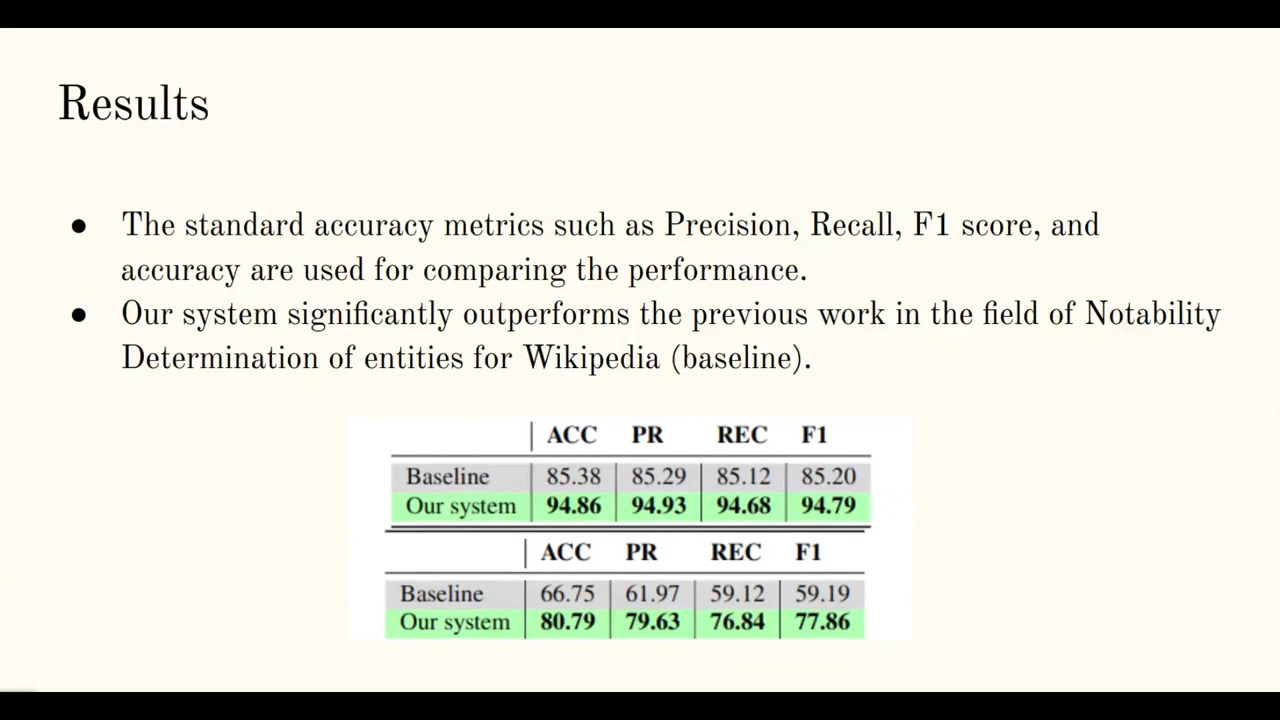 Results
● The standard accuracy metrics such as Precision, Recall, F1 score, and
accuracy are used for comparing the performance.
● Our system significantly outperforms the previous work in the field of Notability
Determination of entities for Wikipedia (baseline).
ACC PR REC F1
Baseline 85.38 85.29 85.12 85.20
Our system 94.86 94.93 94.68 94.79
ACC PR REC F1
Baseline 66.75 61.97 59.12 59.19
Our system 80.79 79.63 76.84 77.86